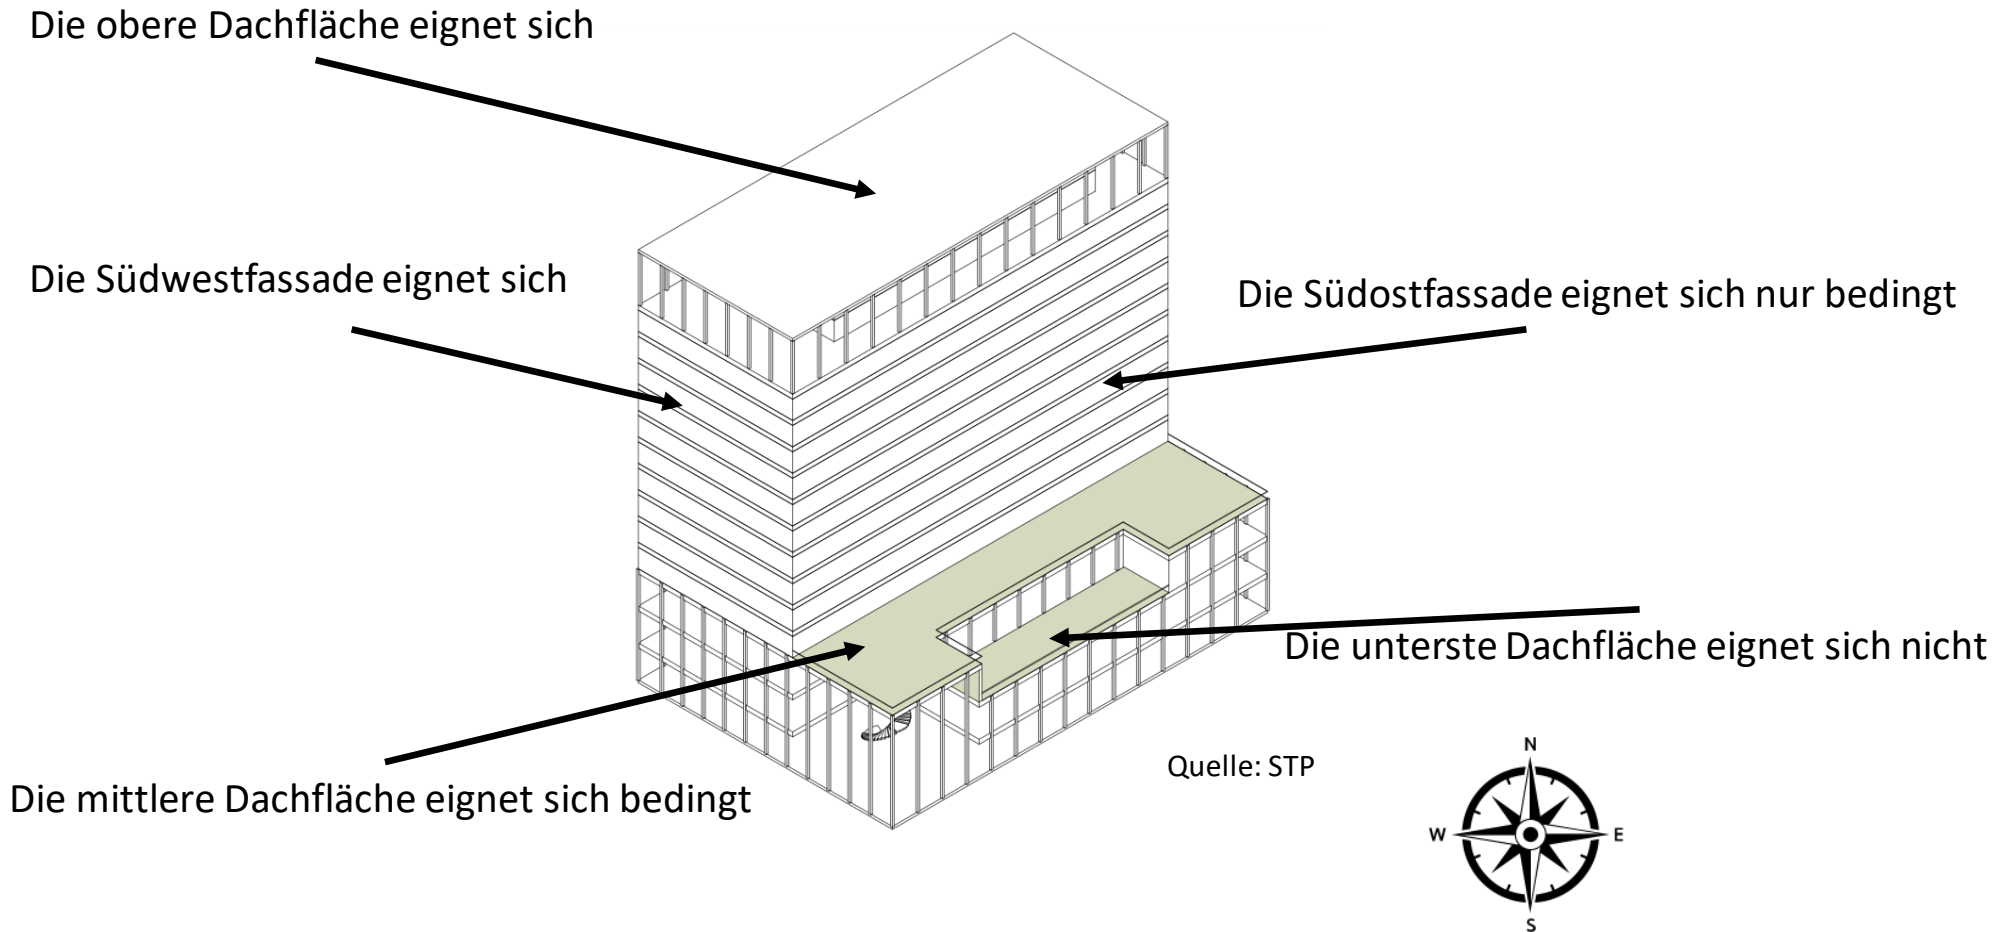 Die obere Dachfläche eignet sich
Die Südwestfassade eignet sich
Die Südostfassade eignet sich nur bedingt
Die unterste Dachfläche eignet sich nicht
Die mittlere Dachfläche eignet sich bedingt
Quelle: STP
N
W
E
S